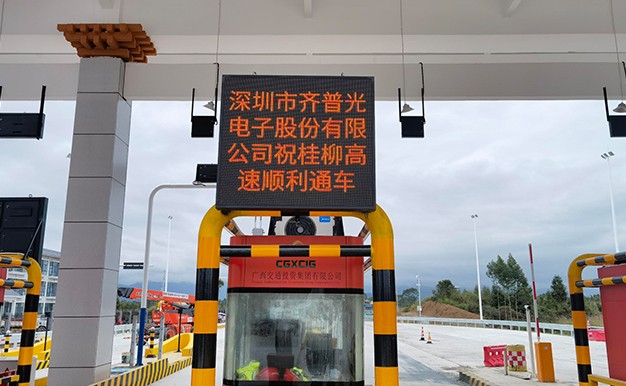 深圳市齐普光
电子股份有限
公司祝桂柳高
速顺利通车
CGXCIG
广西交通投资集团有限公司